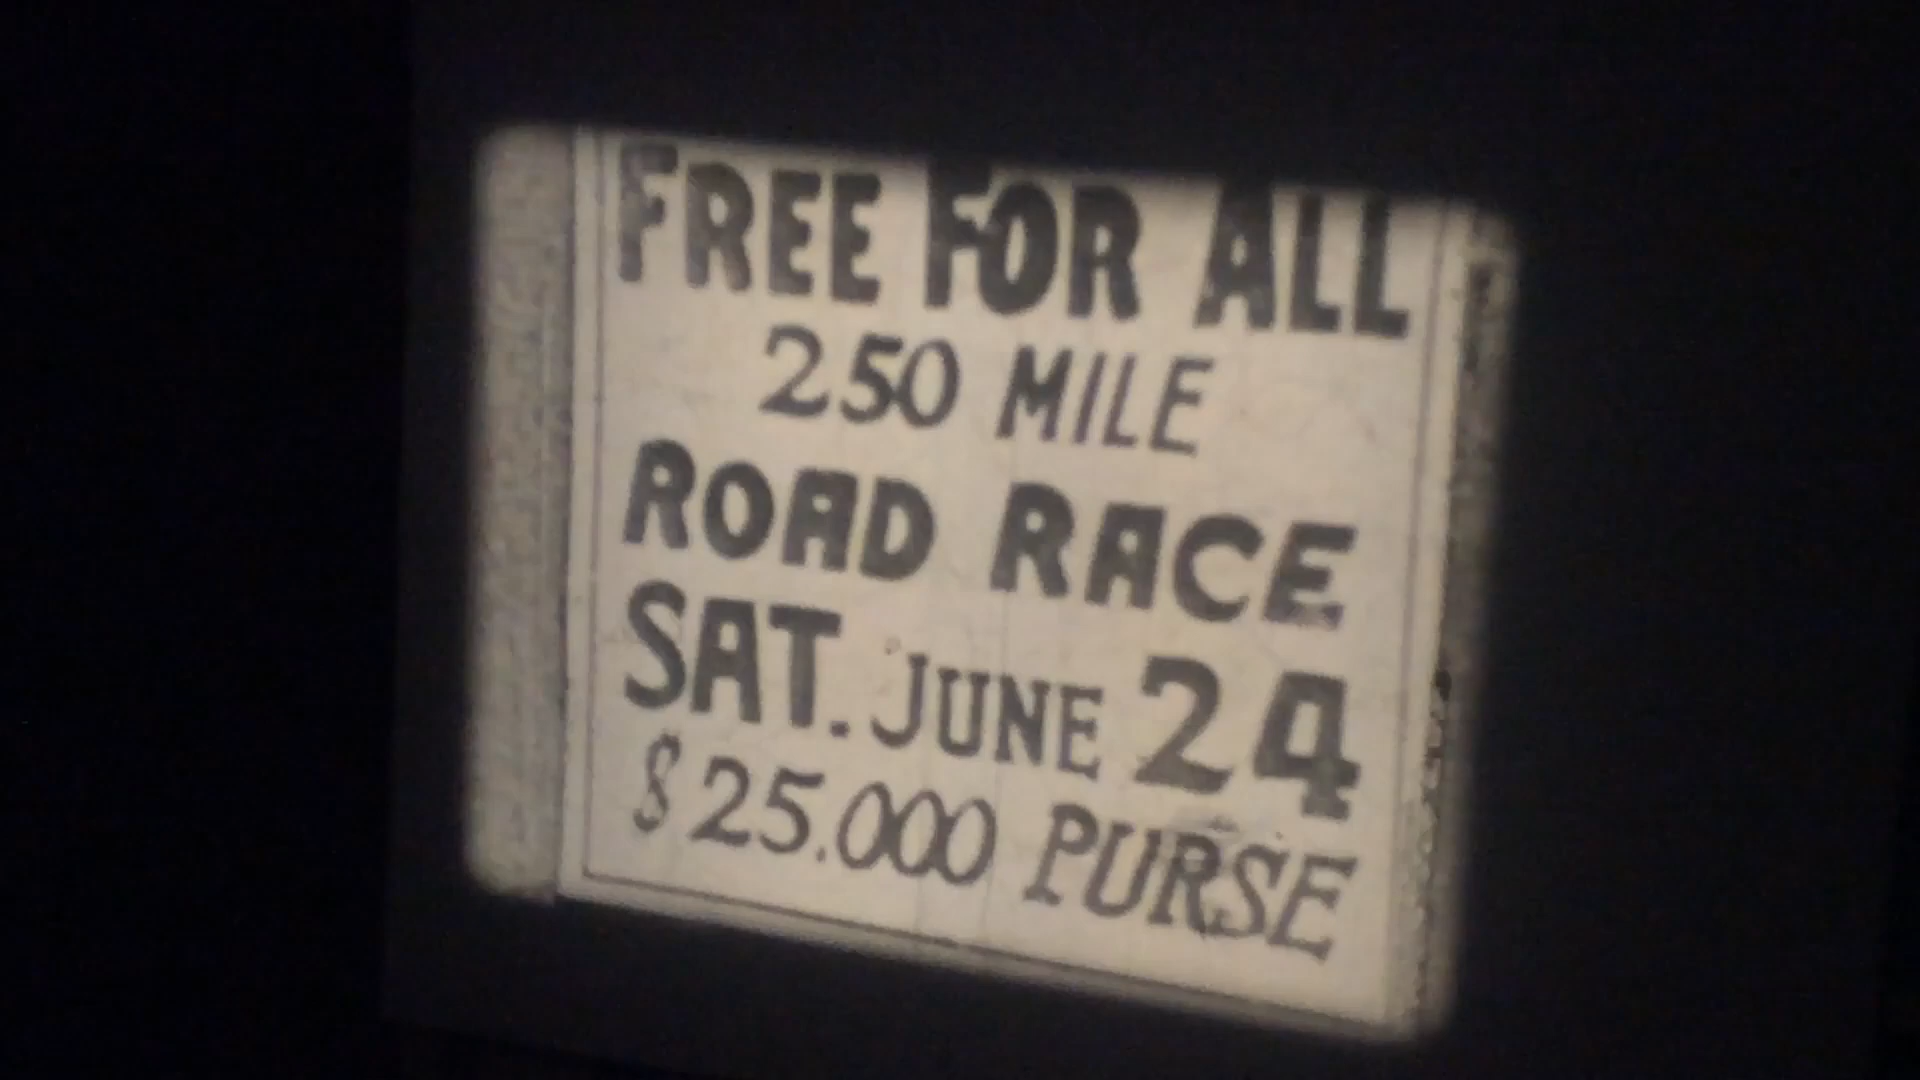 FREE FOR ALL
250 MILE
ROAD RACE
SAT. JUNE 24
$25.000 PURSE